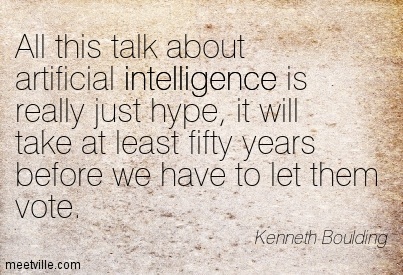 All this talk about
artificial intelligence is
really just hype, it will
take at least fifty years
before we have to let them
vote.
Kenneth Boulding
meetville.com